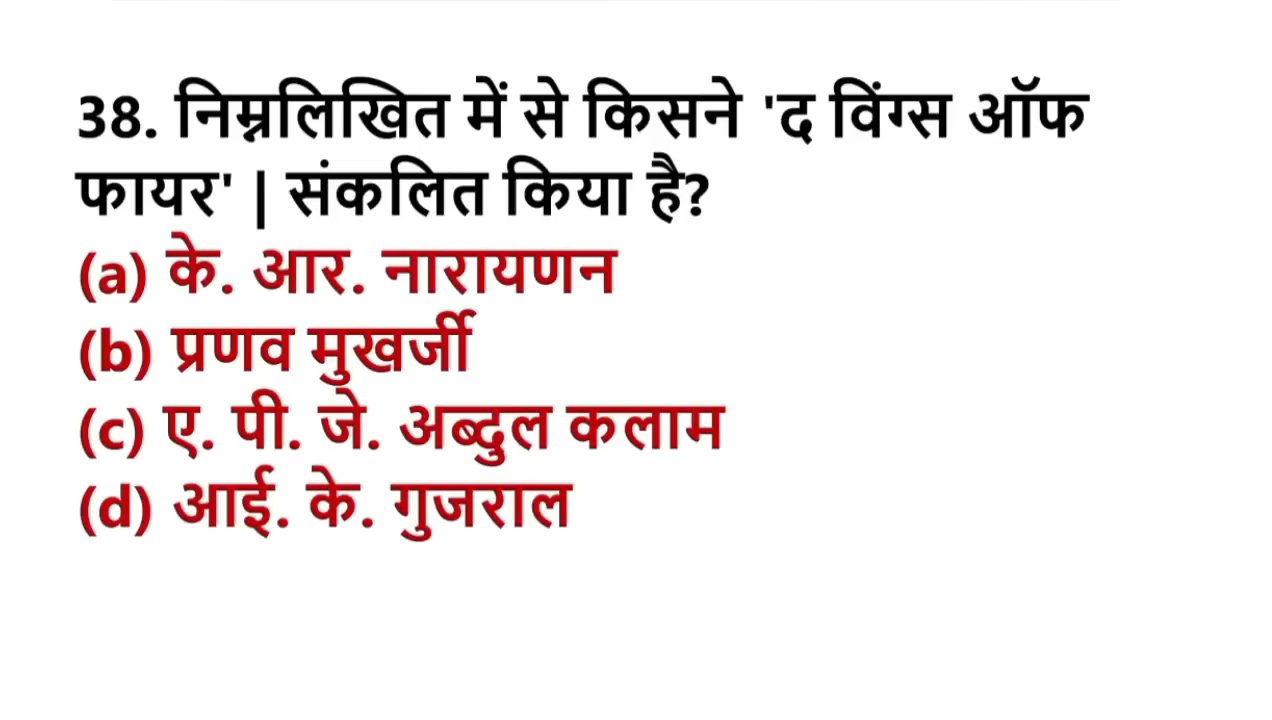 38. निम्नलिखित में से किसने 'द विंग्स ऑफ
फायर' | संकलित किया है?
(a) के. आर. नारायणन
(b) प्रणव मुखर्जी
(c) ए. पी. जे. अब्दुल कलाम
(d) आई. के. गुजराल